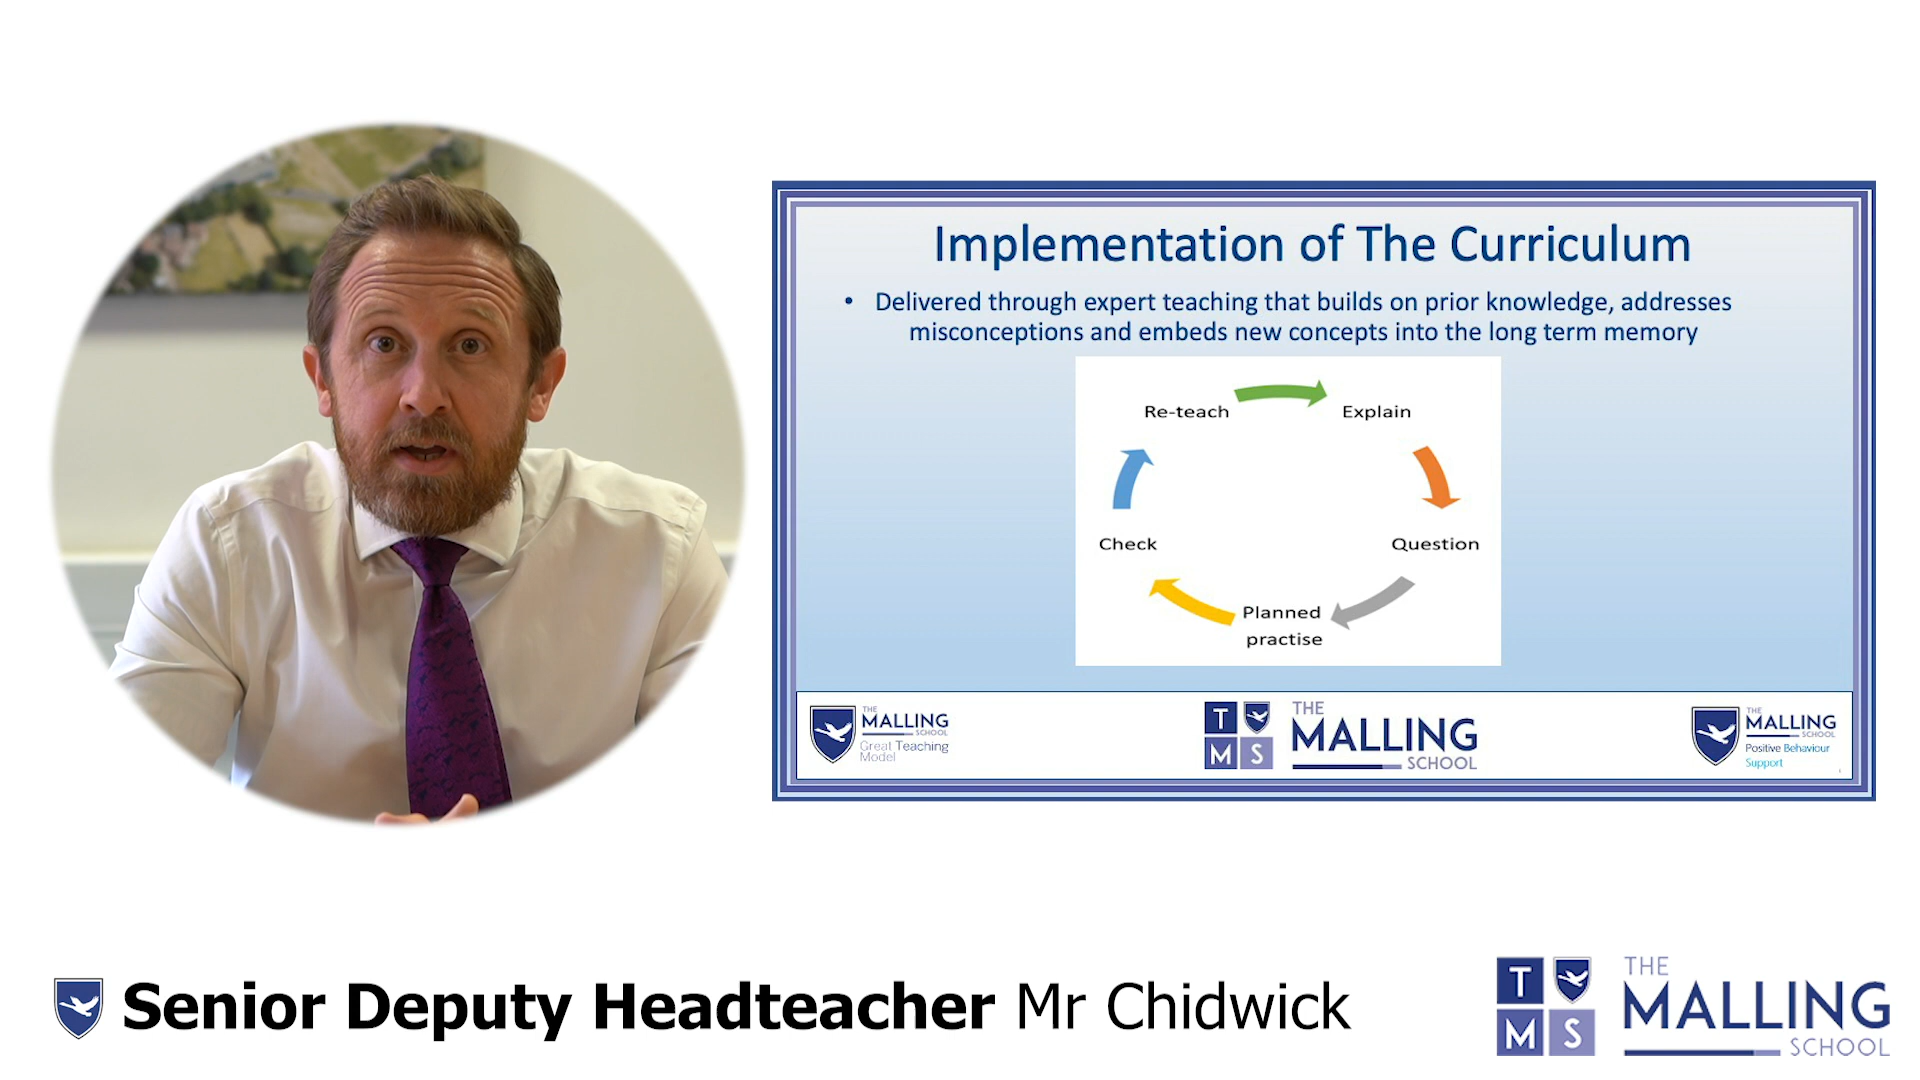 Implementation of The Curriculum
• Delivered through expert teaching that builds on prior knowledge, addresses
misconceptions and embeds new concepts into the long term memory
Re-teach
Explain
Check
Question
Planned
practise
THE
MALLING
SCHOOL
Great Teaching
Model
T
M S
THE
MALLING
SCHOOL
THE
MALLING
SCHOOL
Positive Behaviour
Support
Senior Deputy Headteacher Mr Chidwick
T
M S
THE
MALLING
SCHOOL